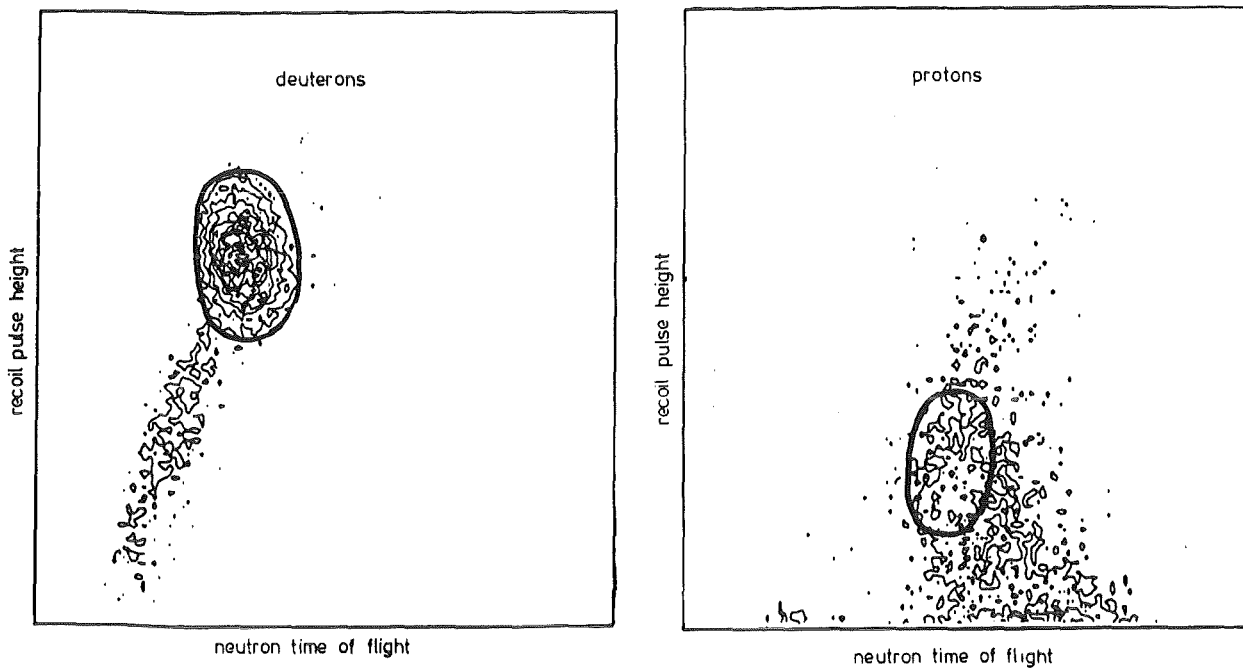 deuterons
recoil pulse height
neutron time of flight
protons
recoil pulse height
neutron time of flight